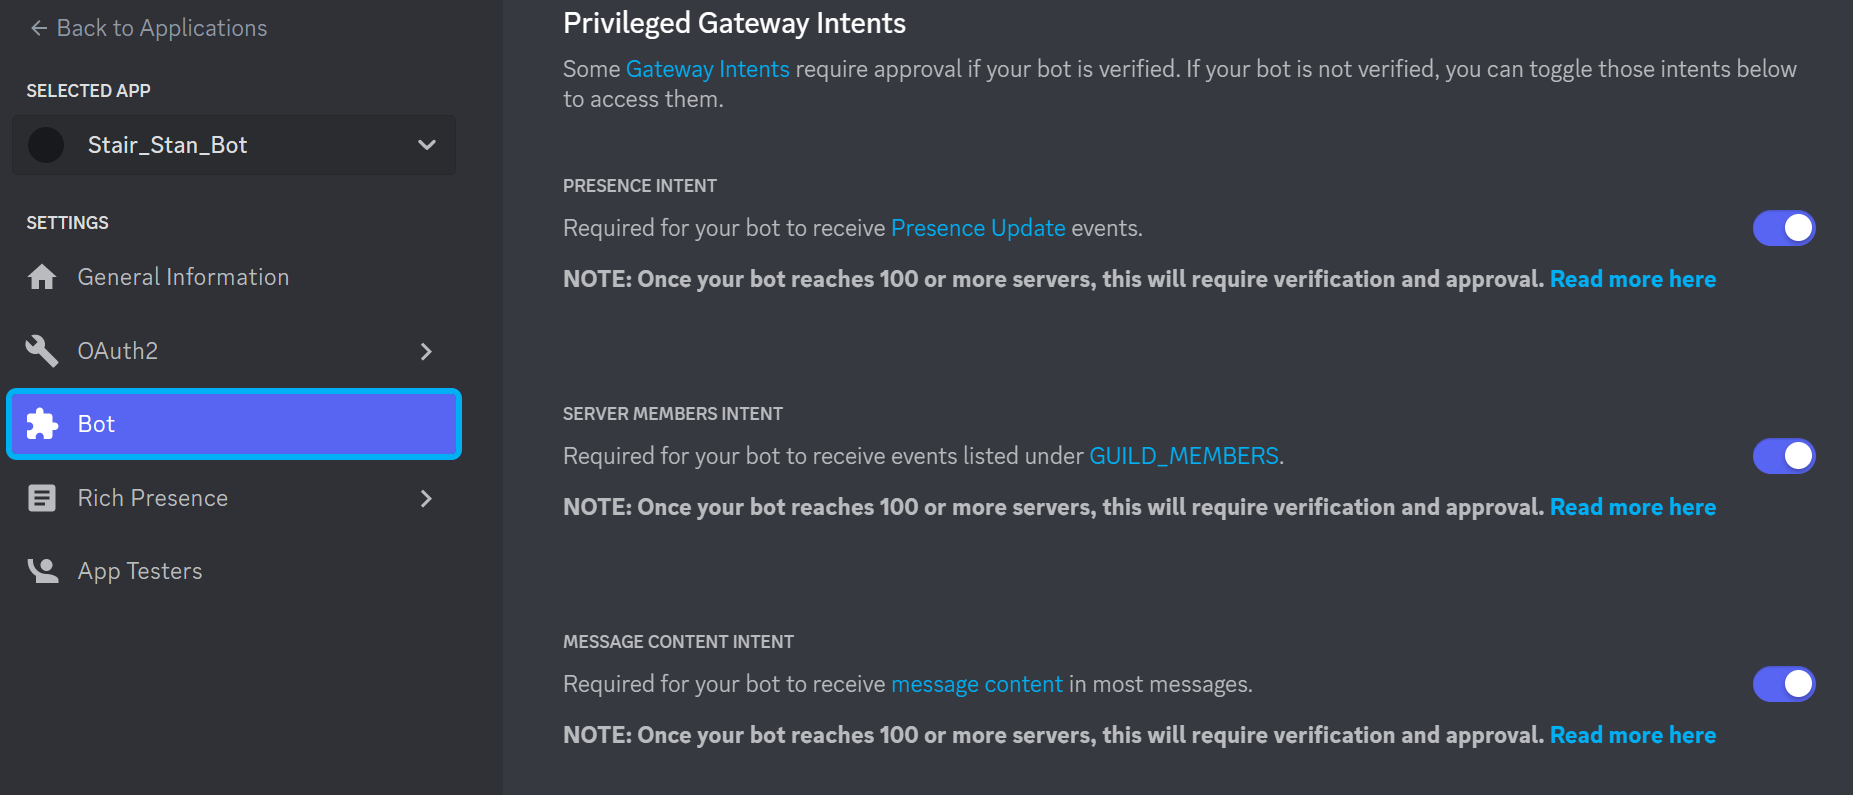 Back to Applications
SELECTED APP
Stair_Stan_Bot
SETTINGS
General Information
OAuth2
Bot
Rich Presence
App Testers
Privileged Gateway Intents
Some Gateway Intents require approval if your bot is verified. If your bot is not verified, you can toggle those intents below
to access them.
PRESENCE INTENT
Required for your bot to receive Presence Update events.
NOTE: Once your bot reaches 100 or more servers, this will require verification and approval. Read more here
SERVER MEMBERS INTENT
Required for your bot to receive events listed under GUILD_MEMBERS.
NOTE: Once your bot reaches 100 or more servers, this will require verification and approval. Read more here
MESSAGE CONTENT INTENT
Required for your bot to receive message content in most messages.
NOTE: Once your bot reaches 100 or more servers, this will require verification and approval. Read more here